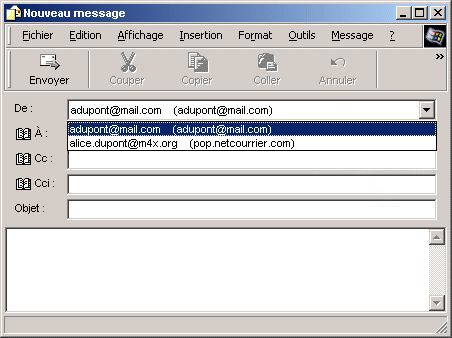 Nouveau message
Fichier Edition Affichage Insertion Format Outils Message ?
Envoyer Couper Copier Coller Annuler »
De : adupont@mail.com (adupont@mail.com)
adupont@mail.com (adupont@mail.com)
À :
alice.dupont@m4x.org (pop.netcourrier.com)
Cc :
Cci :
Objet :